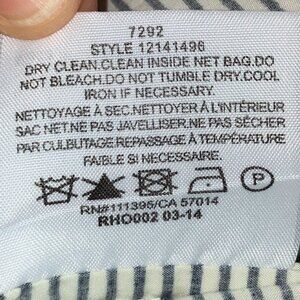 7292
STYLE 12141496
DRY CLEAN.CLEAN INSIDE NET BAG.DO
NOT BLEACH.DO NOT TUMBLE DRY.COOL
IRON IF NECESSARY.
NETTOYAGE À SEC.NETTOYER À L'INTÉRIEUR
SAC NET.NE PAS JAVELLISER.NE PAS SÉCHER
PAR CULBUTAGE.REPASSAGE À TEMPÉRATURE
FAIBLE SI NÉCESSAIRE.
P
RN#111395/CA 57014
RHO002 03-14